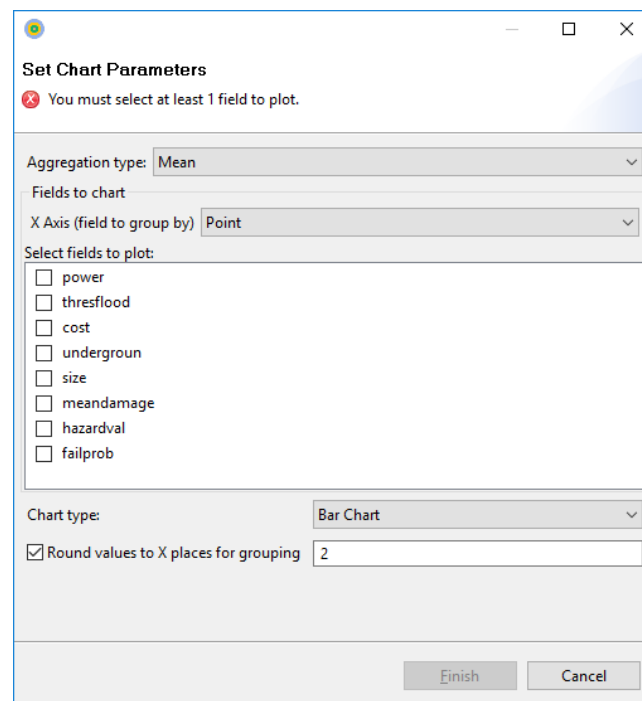 Set Chart Parameters
You must select at least 1 field to plot.
Aggregation type: Mean
Fields to chart
X Axis (field to group by) Point
Select fields to plot:
power
thresflood
cost
undergroun
size
meandamage
hazardval
failprob
Chart type: Bar Chart
Round values to X places for grouping 2
Finish Cancel